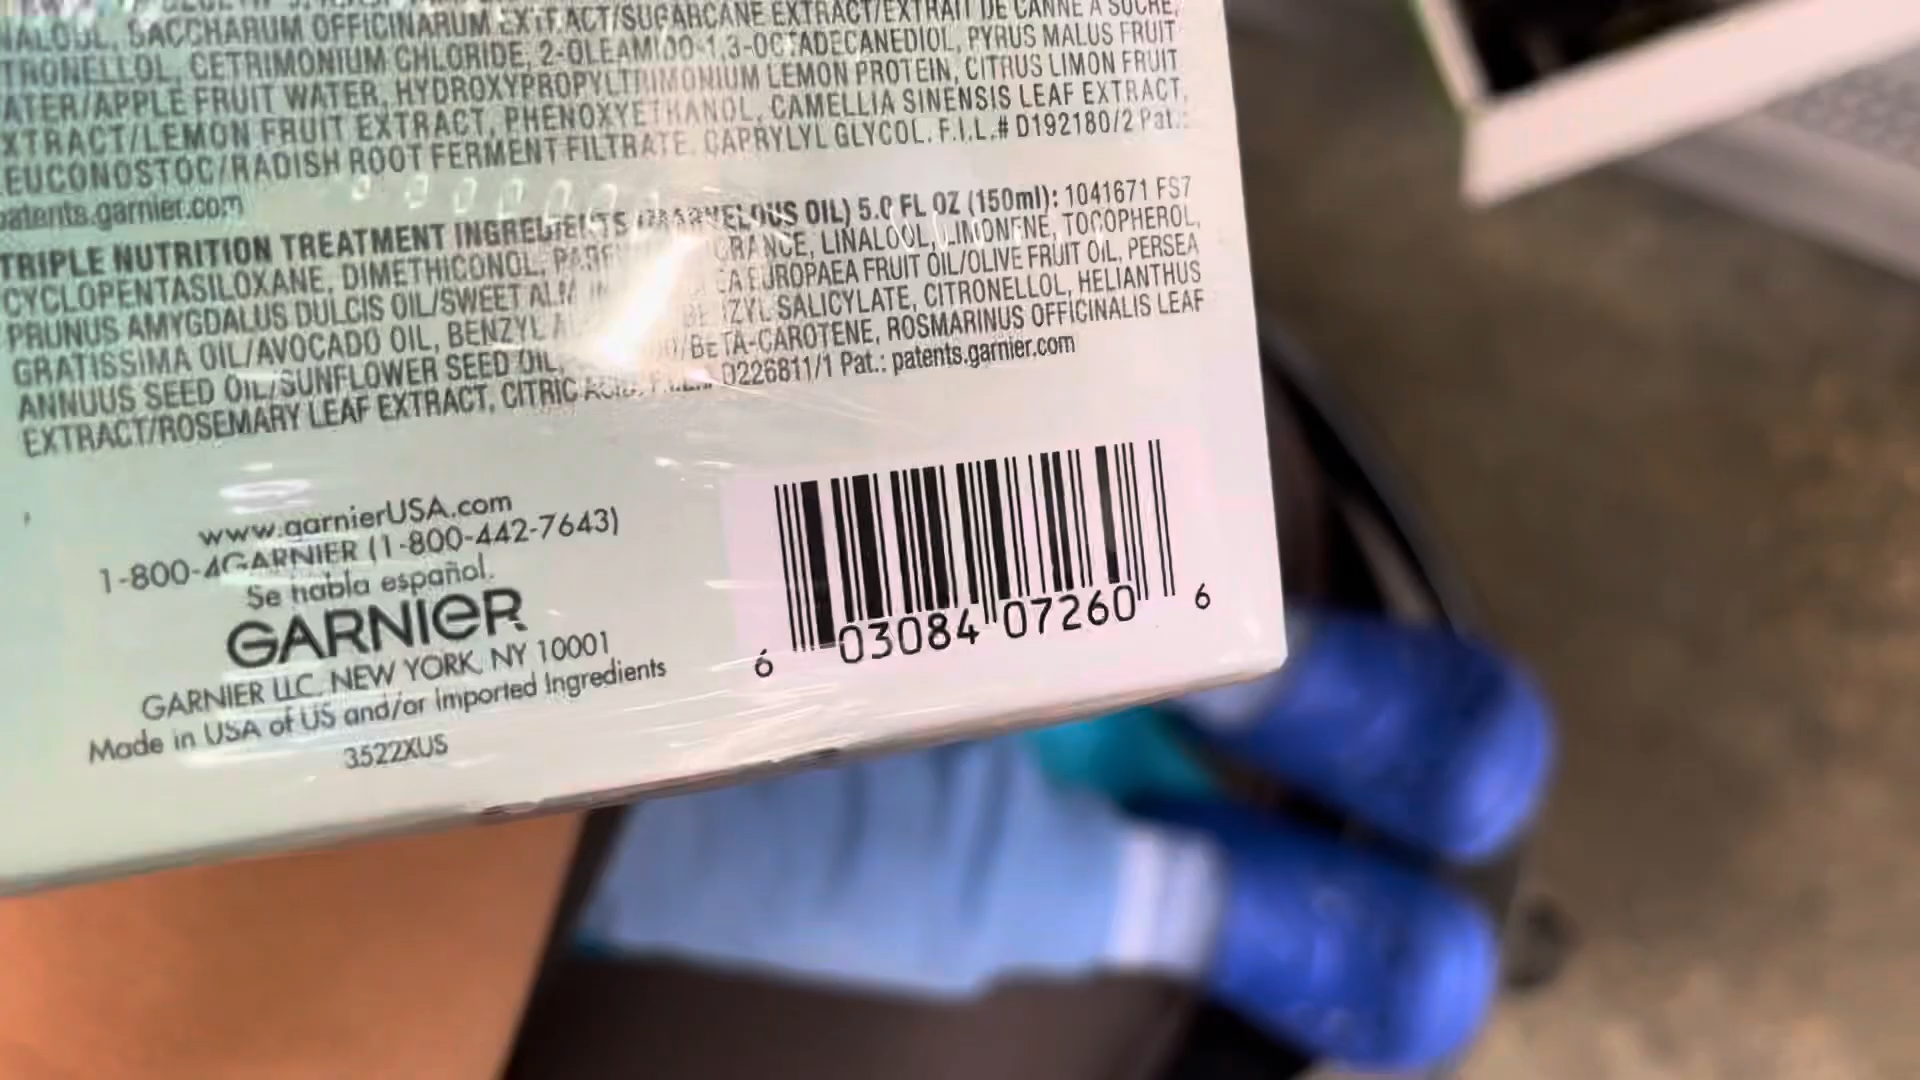 NALOOL, SACCHARUM OFFICINARUM EXTRACT/SUGARCANE EXTRACT/EXTRAIT DE CANNE À SUCRE,
TRONELLOL, CETRIMONIUM CHLORIDE, 2-OLEAMIDO-1,3-OCTADECANEDIOL, PYRUS MALUS FRUIT
ATER/APPLE FRUIT WATER, HYDROXYPROPYLTRIMONIUM LEMON PROTEIN, CITRUS LIMON FRUIT
XTRACT/LEMON FRUIT EXTRACT, PHENOXYETHANOL, CAMELLIA SINENSIS LEAF EXTRACT,
EUCONOSTOC/RADISH ROOT FERMENT FILTRATE, CAPRYLYL GLYCOL. F.I.L.# D192180/2 Pat.:
patents.garnier.com
TRIPLE NUTRITION TREATMENT INGREDIENTS (MARVELOUS OIL) 5.0 FL OZ (150ml): 1041671 FS7
CYCLOPENTASILOXANE, DIMETHICONOL, LINALOOL, LIMONENE, TOCOPHEROL,
PRUNUS AMYGDALUS DULCIS OIL/SWEET EUROPAEA FRUIT OIL/OLIVE FRUIT OIL, PERSEA
GRATISSIMA OIL/AVOCADO OIL, BENZYL SALICYLATE, CITRONELLOL, HELIANTHUS
ANNUUS SEED OIL/SUNFLOWER SEED OIL, BETA-CAROTENE, ROSMARINUS OFFICINALIS LEAF
EXTRACT/ROSEMARY LEAF EXTRACT, CITRIC ACID. D226811/1 Pat.: patents.garnier.com
www.garnierUSA.com
1-800-4GARNIER (1-800-442-7643)
Se habla español.
GARNIER
GARNIER LLC, NEW YORK, NY 10001
Made in USA of US and/or Imported Ingredients
3522XUS
6 03084 07260 6